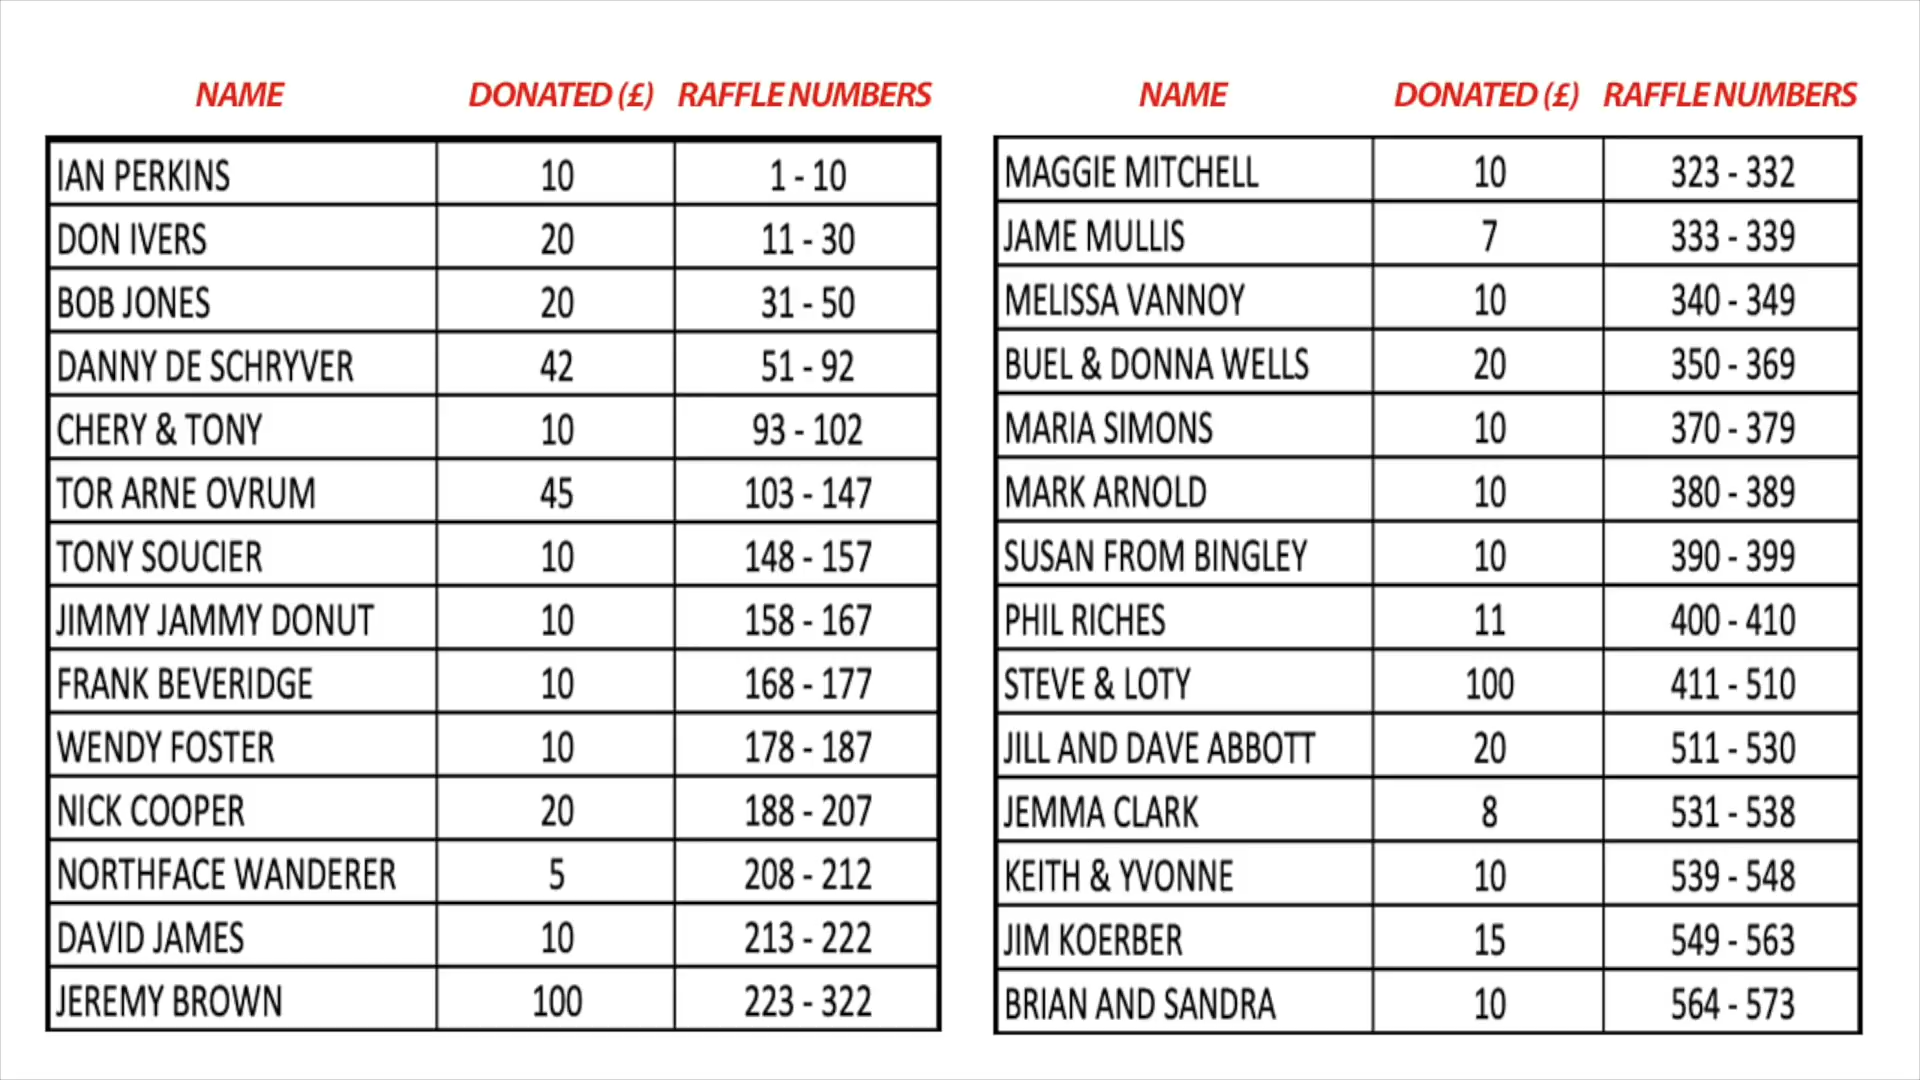 NAME DONATED (£) RAFFLE NUMBERS
IAN PERKINS 10 1 - 10
DON IVERS 20 11 - 30
BOB JONES 20 31 - 50
DANNY DE SCHRYVER 42 51 - 92
CHERY & TONY 10 93 - 102
TOR ARNE OVRUM 45 103 - 147
TONY SOUCIER 10 148 - 157
JIMMY JAMMY DONUT 10 158 - 167
FRANK BEVERIDGE 10 168 - 177
WENDY FOSTER 10 178 - 187
NICK COOPER 20 188 - 207
NORTHFACE WANDERER 5 208 - 212
DAVID JAMES 10 213 - 222
JEREMY BROWN 100 223 - 322
NAME DONATED (£) RAFFLE NUMBERS
MAGGIE MITCHELL 10 323 - 332
JAME MULLIS 7 333 - 339
MELISSA VANNOY 10 340 - 349
BUEL & DONNA WELLS 20 350 - 369
MARIA SIMONS 10 370 - 379
MARK ARNOLD 10 380 - 389
SUSAN FROM BINGLEY 10 390 - 399
PHIL RICHES 11 400 - 410
STEVE & LOTY 100 411 - 510
JILL AND DAVE ABBOTT 20 511 - 530
JEMMA CLARK 8 531 - 538
KEITH & YVONNE 10 539 - 548
JIM KOERBER 15 549 - 563
BRIAN AND SANDRA 10 564 - 573